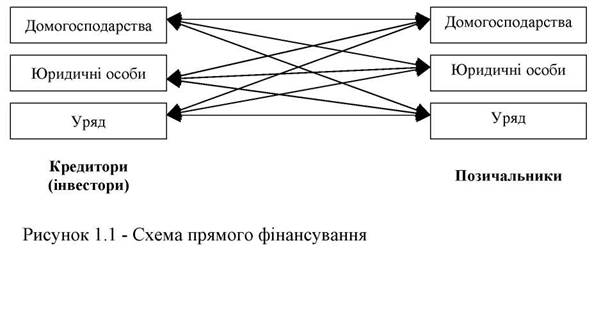 Домогосподарства
Юридичні особи
Уряд
Кредитори
(інвестори)
Домогосподарства
Юридичні особи
Уряд
Позичальники
Рисунок 1.1 - Схема прямого фінансування